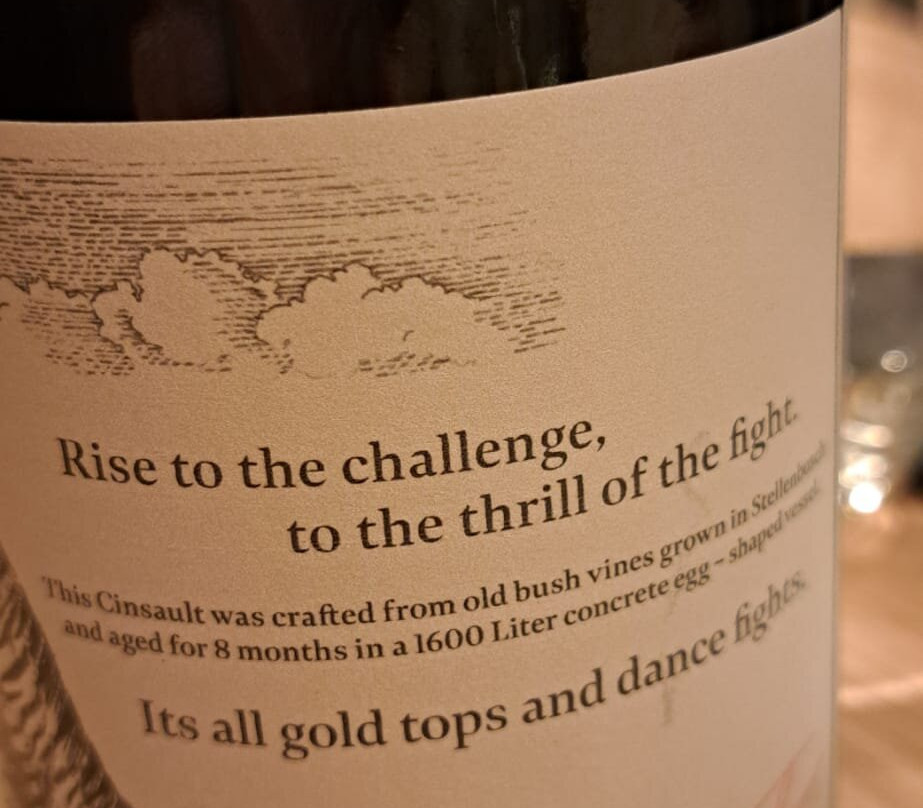 Rise to the challenge,
to the thrill of the fight.
This Cinsault was crafted from old bush vines grown in Stellenbosch
and aged for 8 months in a 1600 Liter concrete egg – shaped vessel.
Its all gold tops and dance fights.